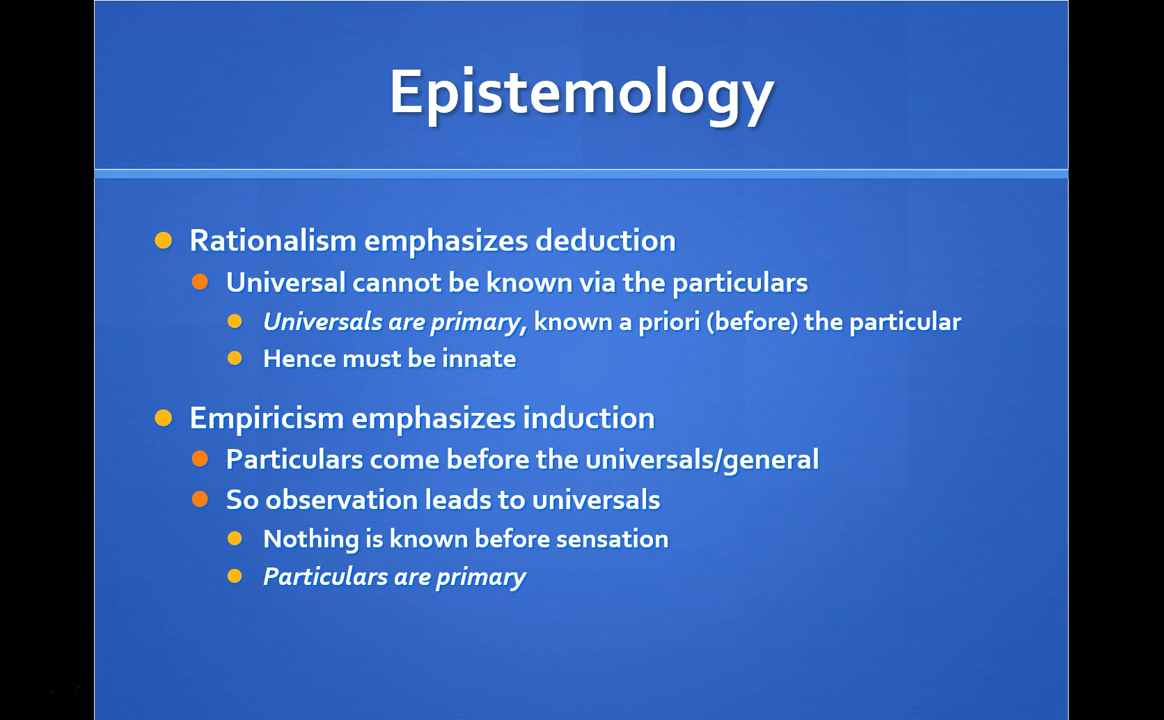 Epistemology
Rationalism emphasizes deduction
Universal cannot be known via the particulars
Universals are primary, known a priori (before) the particular
Hence must be innate
Empiricism emphasizes induction
Particulars come before the universals/general
So observation leads to universals
Nothing is known before sensation
Particulars are primary